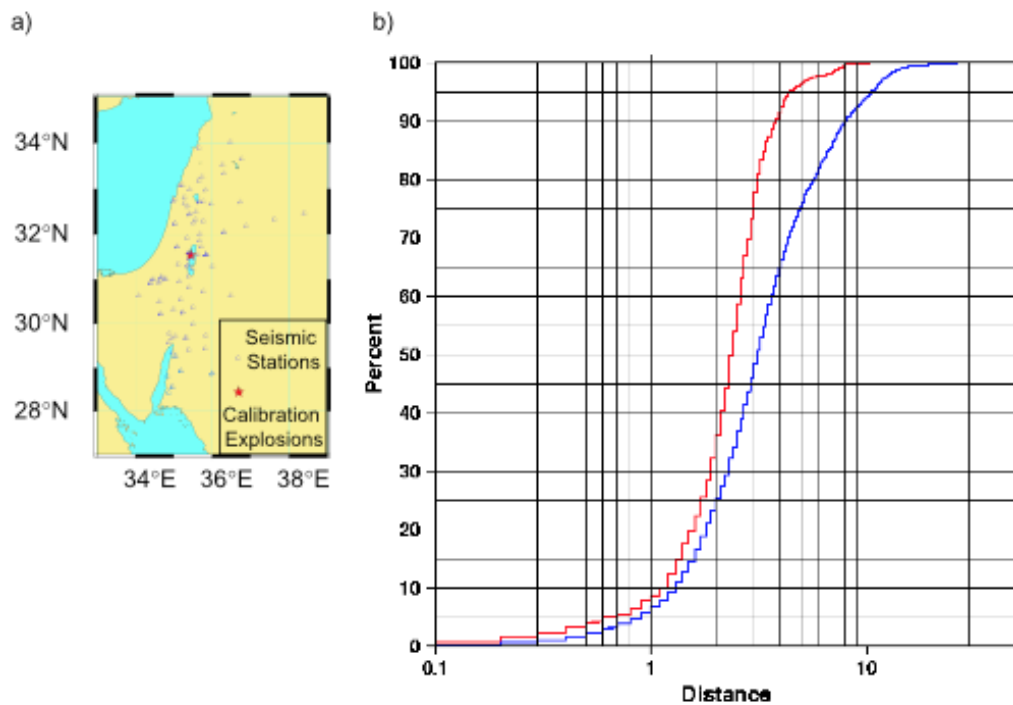 a)
34°N
32°N
30°N
28°N
34°E 36°E 38°E
Seismic
Stations
Calibration
Explosions
b)
Percent
100
90
80
70
60
50
40
30
20
10
0
0.1 1 10
Distance